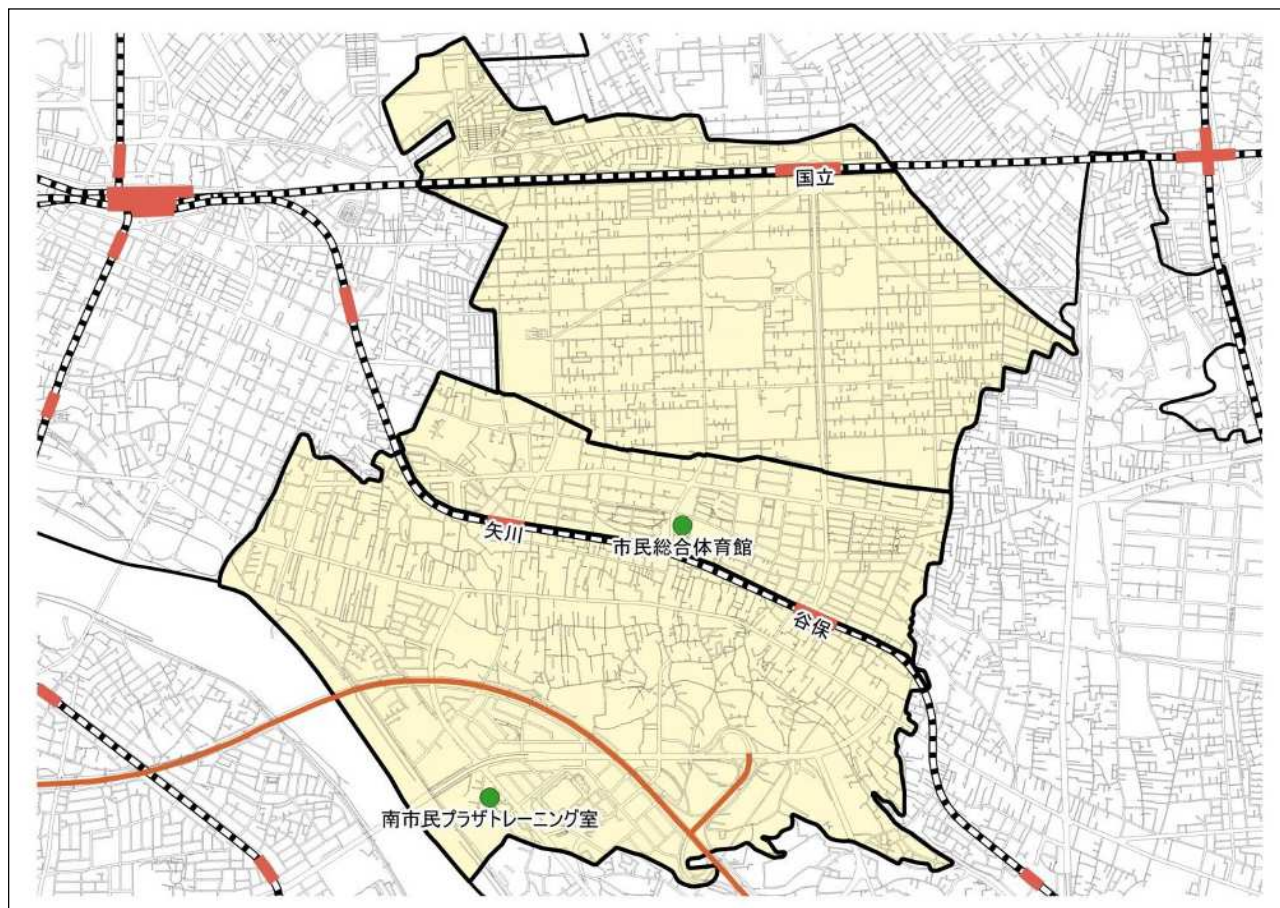 国立
矢川
市民総合体育館
谷保
南市民プラザトレーニング室